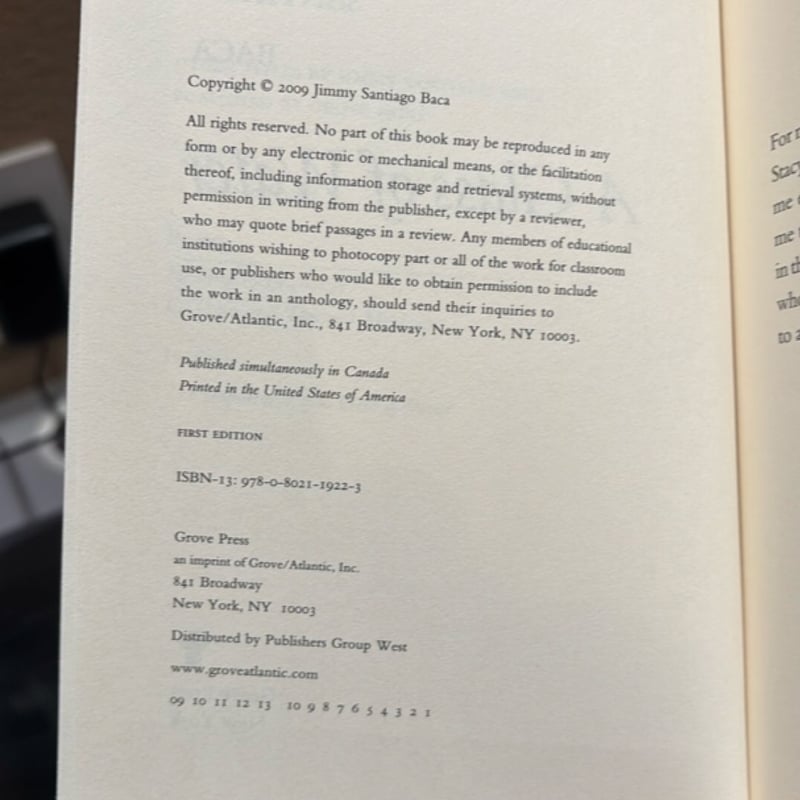 Copyright © 2009 Jimmy Santiago Baca
All rights reserved. No part of this book may be reproduced in any
form or by any electronic or mechanical means, or the facilitation
thereof, including information storage and retrieval systems, without
permission in writing from the publisher, except by a reviewer,
who may quote brief passages in a review. Any members of educational
institutions wishing to photocopy part or all of the work for classroom
use, or publishers who would like to obtain permission to include
the work in an anthology, should send their inquiries to
Grove/Atlantic, Inc., 841 Broadway, New York, NY 10003.
Published simultaneously in Canada
Printed in the United States of America
FIRST EDITION
ISBN-13: 978-0-8021-1922-3
Grove Press
an imprint of Grove/Atlantic, Inc.
841 Broadway
New York, NY 10003
Distributed by Publishers Group West
www.groveatlantic.com
09 10 11 12 13 10 9 8 7 6 5 4 3 2 1
For
me
me
to